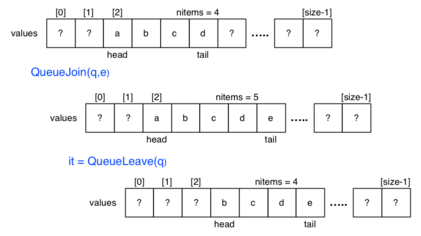 [0] [1] [2] nitems = 4 [size-1]
values ? ? a b c d ? ..... ? ?
head tail
QueueJoin(q,e)
[0] [1] [2] nitems = 5 [size-1]
values ? ? a b c d e ..... ? ?
head tail
it = QueueLeave(q)
[0] [1] [2] nitems = 4 [size-1]
values ? ? ? b c d e ..... ? ?
head tail